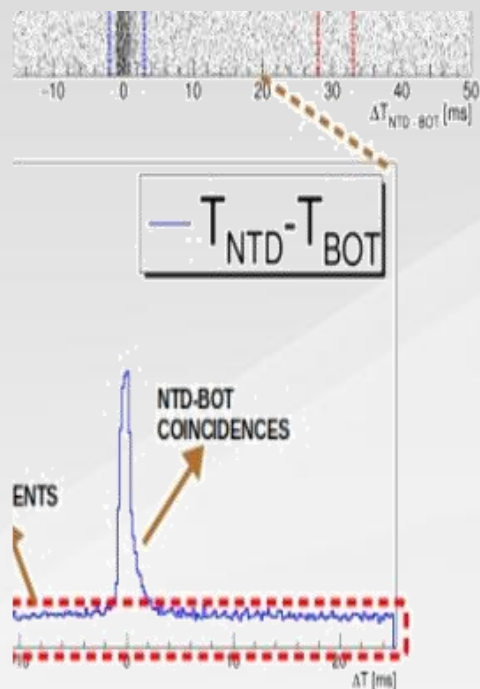 -10 0 10 20 30 40 50
ΔT_NTD - BOT [ms]
T_NTD-T_BOT
NTD-BOT
COINCIDENCES
ENTS
0 10 20
ΔT [ms]